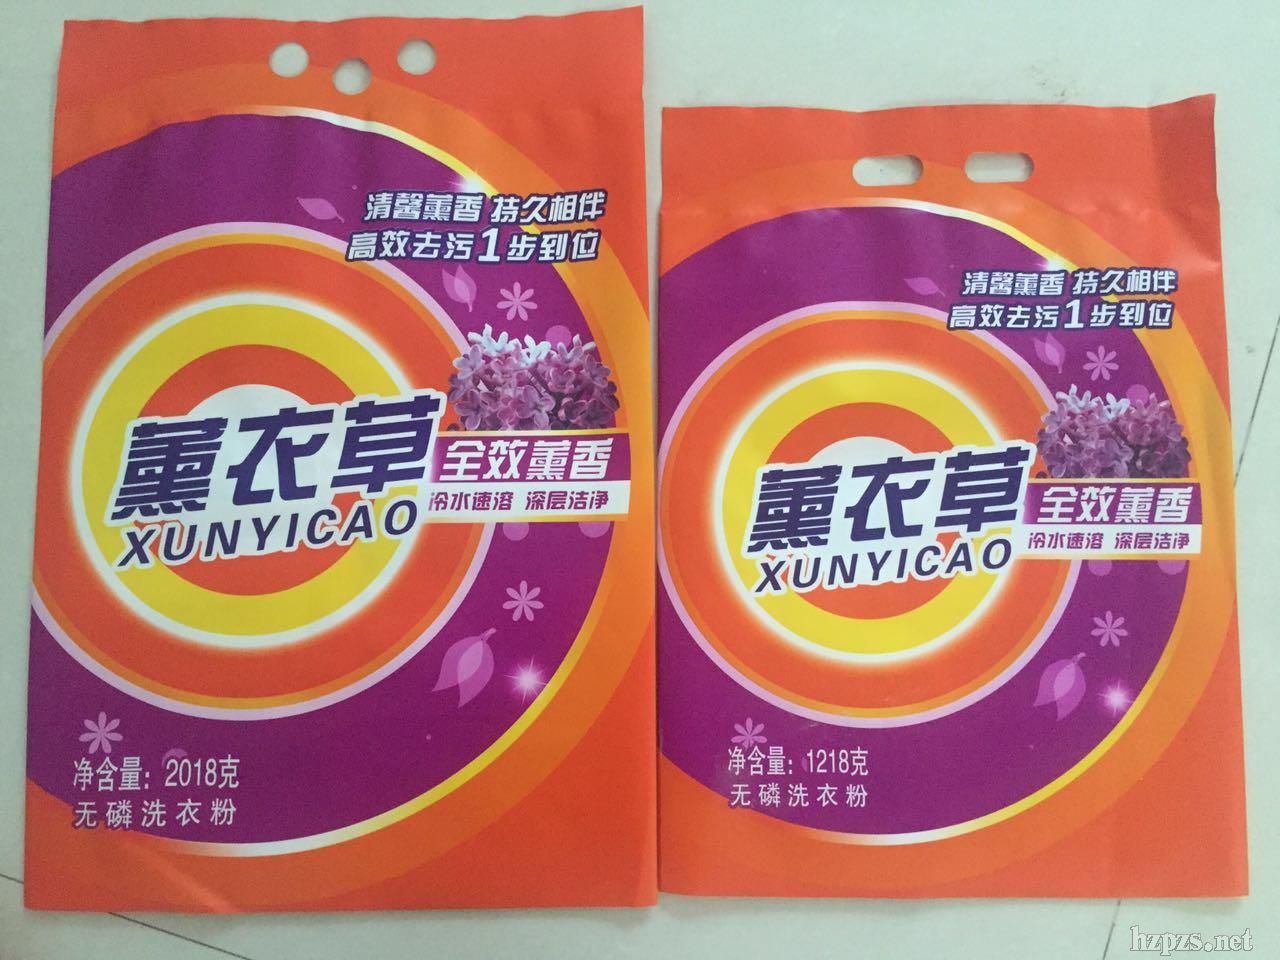 清馨薰香 持久相伴
高效去污1步到位
薰衣草
XUNYICAO
全效薰香
冷水速溶 深层洁净
净含量：2018克
无磷洗衣粉
清馨薰香 持久相伴
高效去污1步到位
薰衣草
XUNYICAO
全效薰香
冷水速溶 深层洁净
净含量：1218克
无磷洗衣粉
hzpzs.net